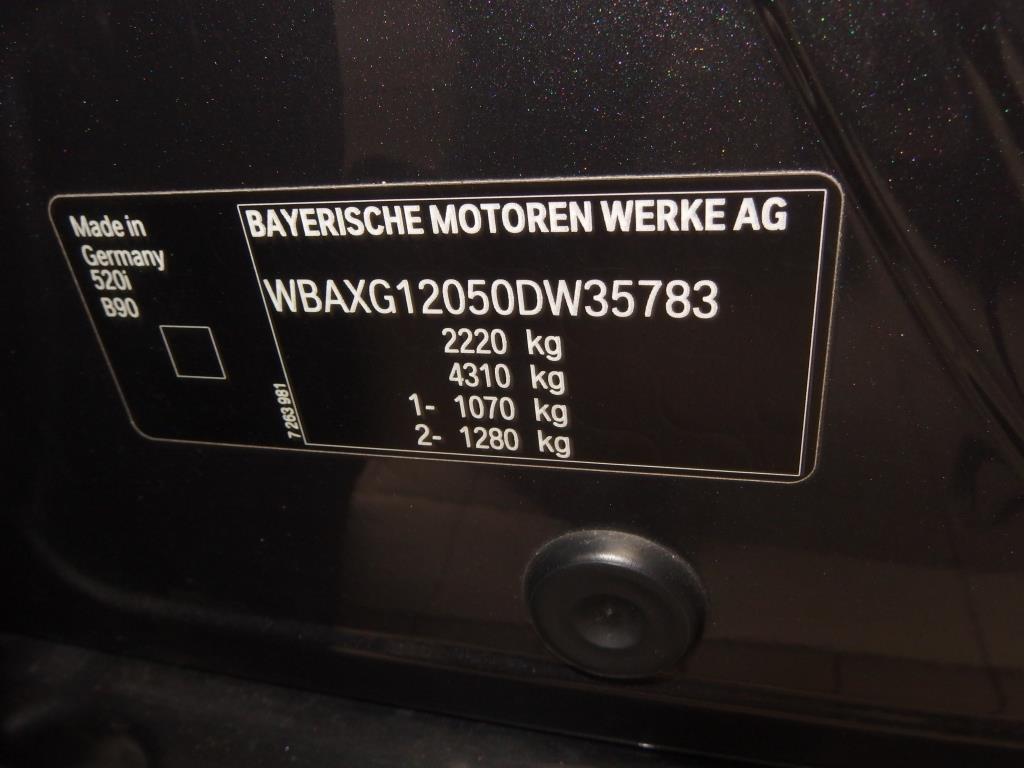 Made in
Germany
520i
B90
BAYERISCHE MOTOREN WERKE AG
WBAXG12050DW35783
2220 kg
4310 kg
1- 1070 kg
2- 1280 kg
7 263 981